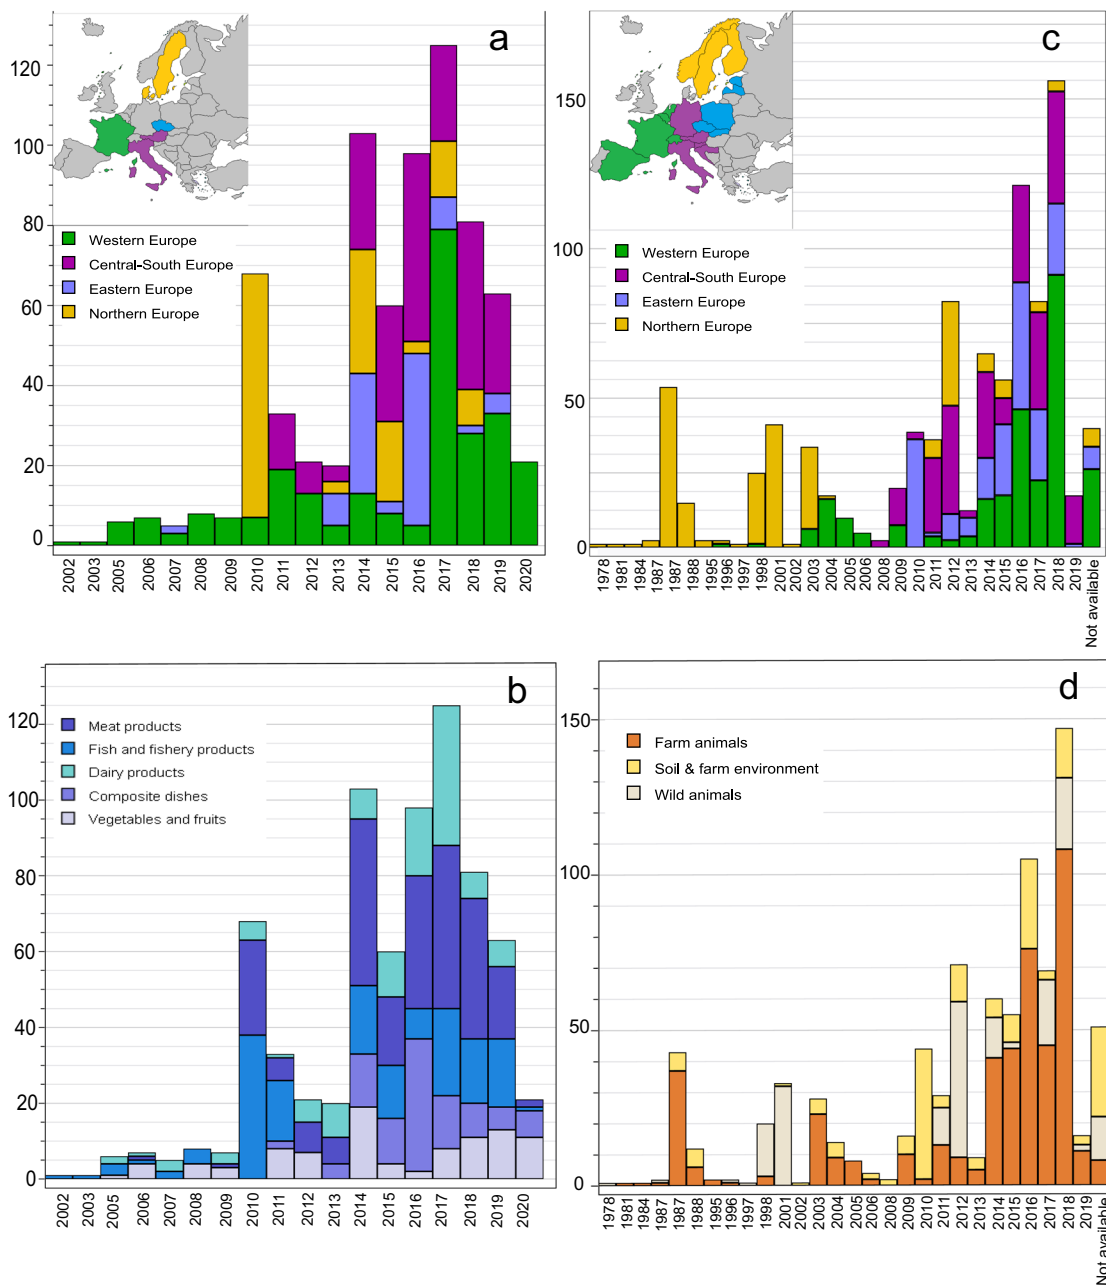 a
120
100
80
60
40
20
0
Western Europe
Central-South Europe
Eastern Europe
Northern Europe
2002 2003 2005 2006 2007 2008 2009 2010 2011 2012 2013 2014 2015 2016 2017 2018 2019 2020
c
150
100
50
0
Western Europe
Central-South Europe
Eastern Europe
Northern Europe
1978 1981 1984 1987 1987 1988 1995 1996 1997 1998 2001 2002 2003 2004 2005 2006 2008 2009 2010 2011 2012 2013 2014 2015 2016 2017 2018 2019 Not available
b
120
100
80
60
40
20
0
Meat products
Fish and fishery products
Dairy products
Composite dishes
Vegetables and fruits
2002 2003 2005 2006 2007 2008 2009 2010 2011 2012 2013 2014 2015 2016 2017 2018 2019 2020
d
150
100
50
0
Farm animals
Soil & farm environment
Wild animals
1978 1981 1984 1987 1987 1988 1995 1996 1997 1998 2001 2002 2003 2004 2005 2006 2008 2009 2010 2011 2012 2013 2014 2015 2016 2017 2018 2019 Not available